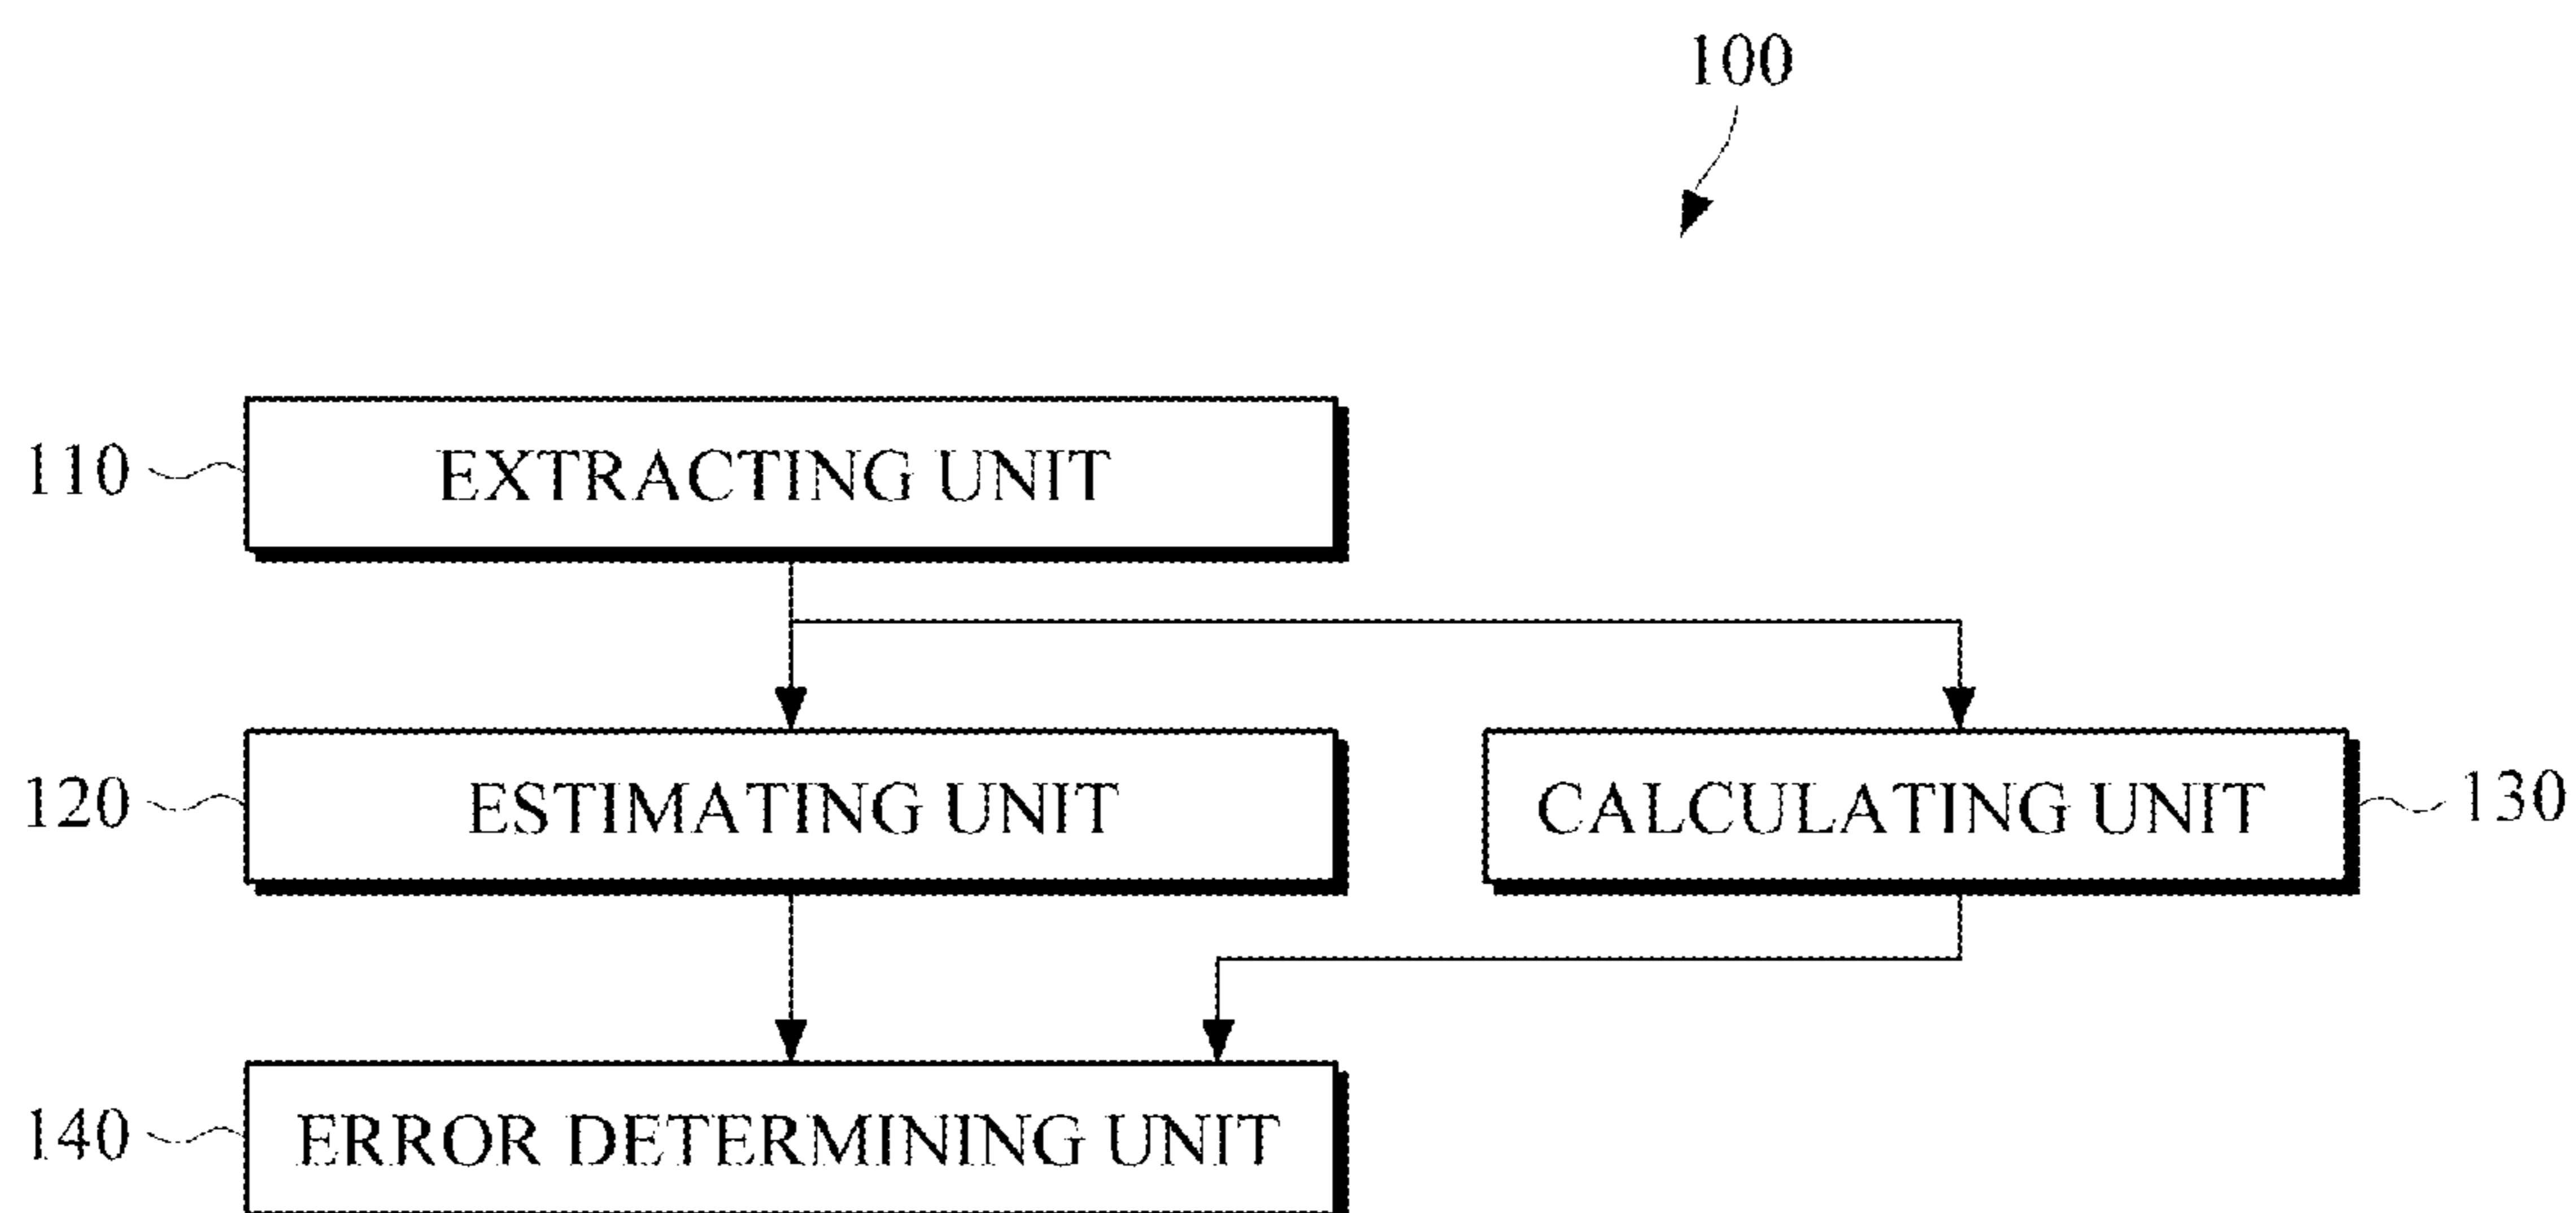 100
110 EXTRACTING UNIT
120 ESTIMATING UNIT CALCULATING UNIT 130
140 ERROR DETERMINING UNIT